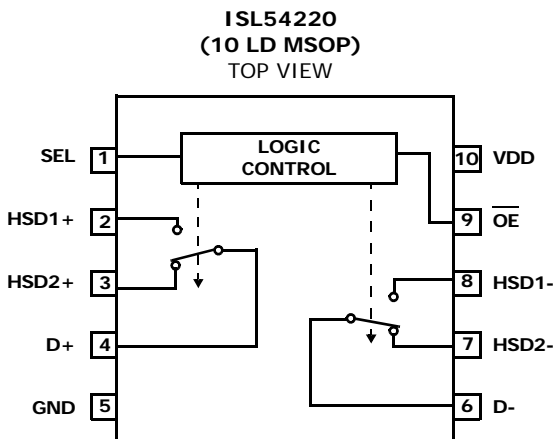 ISL54220
(10 LD MSOP)
TOP VIEW
LOGIC
CONTROL
SEL 1
10 VDD
HSD1+ 2
9 OE
HSD2+ 3
8 HSD1-
D+ 4
7 HSD2-
GND 5
6 D-